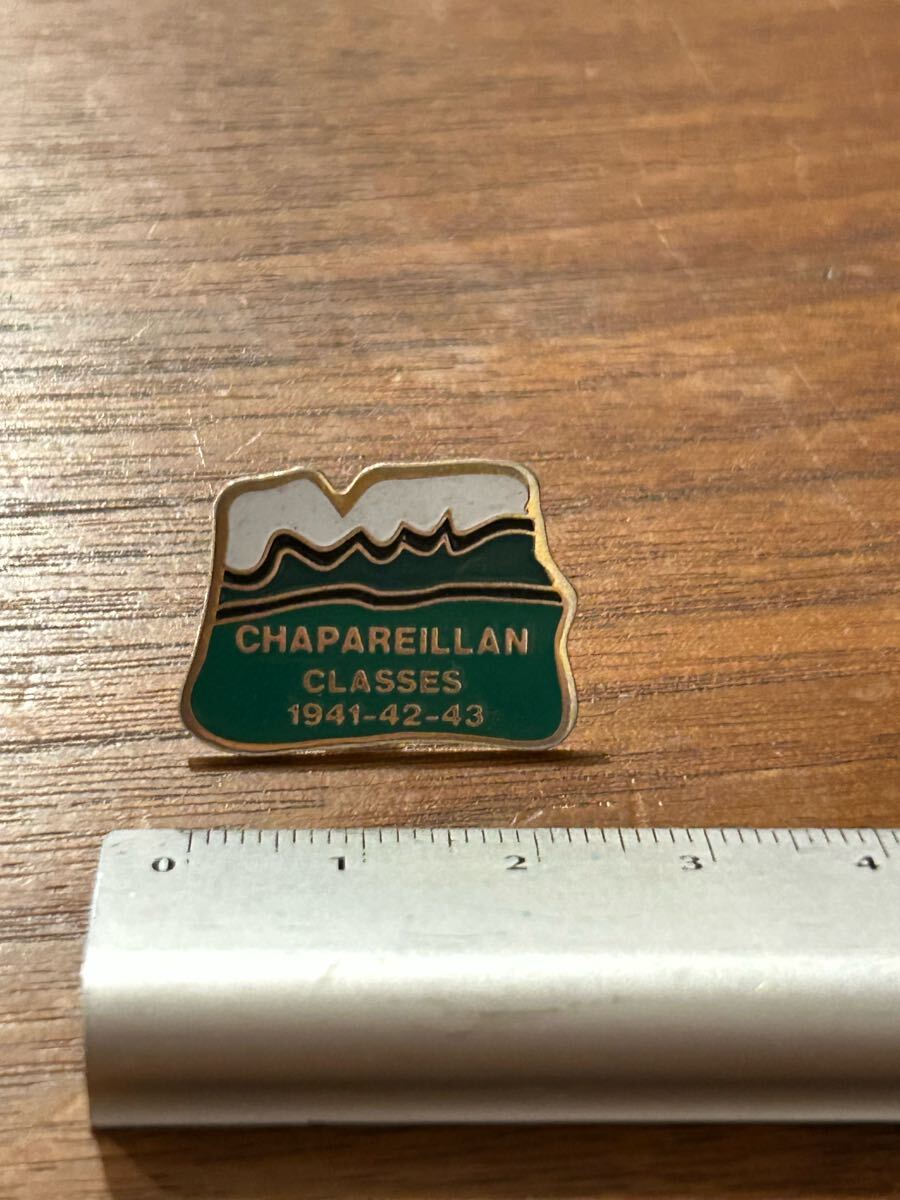 CHAPAREILLAN
CLASSES
1941-42-43
0 1 2 3 4